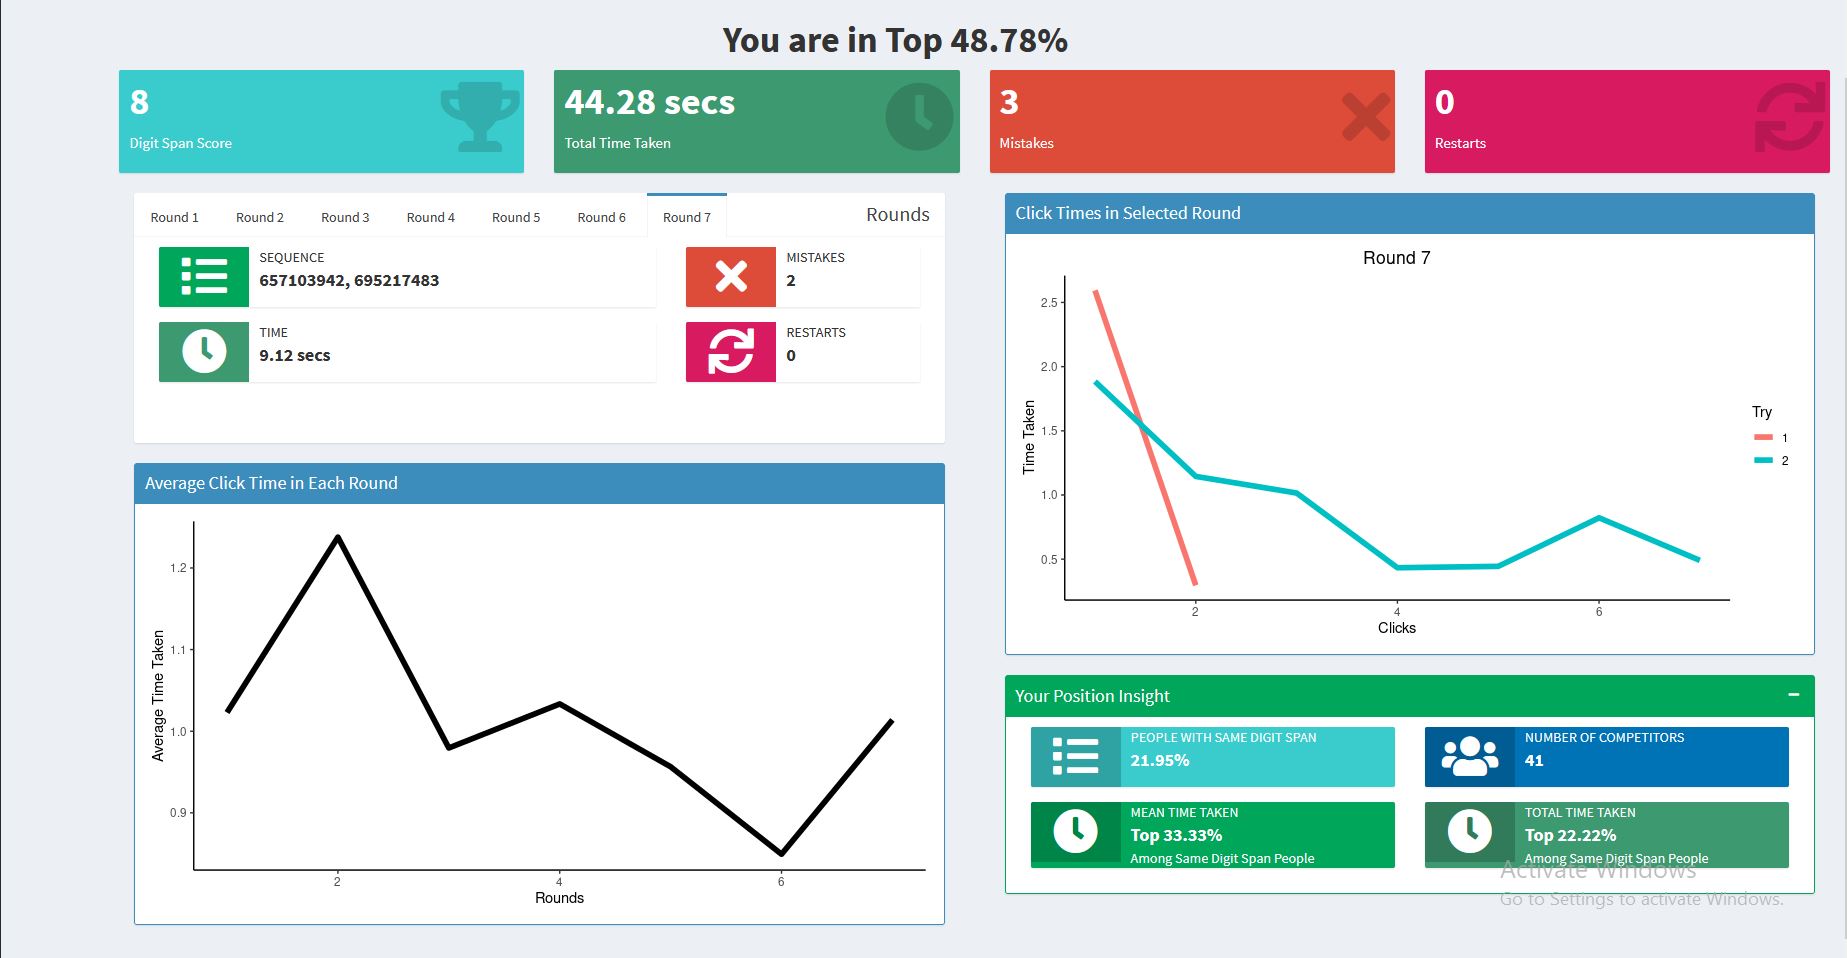 You are in Top 48.78%
8
Digit Span Score
44.28 secs
Total Time Taken
3
Mistakes
0
Restarts
Round 1 Round 2 Round 3 Round 4 Round 5 Round 6 Round 7 Rounds
SEQUENCE
657103942, 695217483
MISTAKES
2
TIME
9.12 secs
RESTARTS
0
Click Times in Selected Round
Round 7
2.5
2.0
1.5
1.0
0.5
Time Taken
2 4 6
Clicks
Try
1
2
Average Click Time in Each Round
1.2
1.1
1.0
0.9
Average Time Taken
2 4 6
Rounds
Your Position Insight
PEOPLE WITH SAME DIGIT SPAN
21.95%
NUMBER OF COMPETITORS
41
MEAN TIME TAKEN
Top 33.33%
Among Same Digit Span People
TOTAL TIME TAKEN
Top 22.22%
Among Same Digit Span People
Activate Windows
Go to Settings to activate Windows.